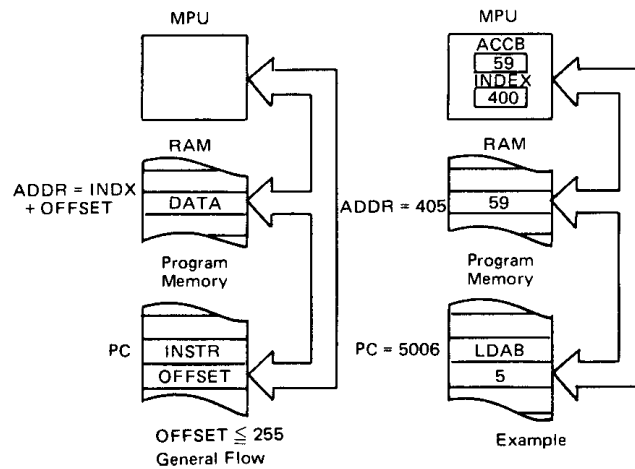 MPU
RAM
ADDR = INDX
+ OFFSET
DATA
Program
Memory
PC
INSTR
OFFSET
OFFSET ≦ 255
General Flow
MPU
ACCB
59
INDEX
400
RAM
ADDR = 405
59
Program
Memory
PC = 5006
LDAB
5
Example